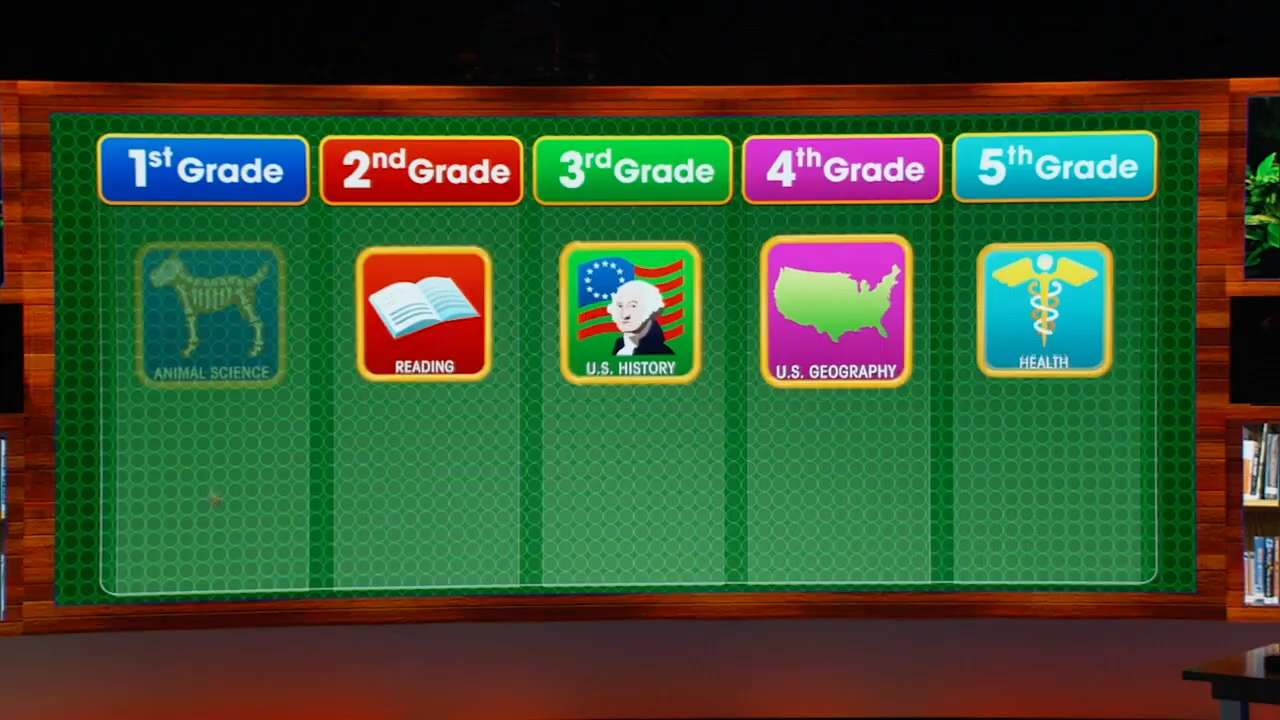 1st Grade
2nd Grade
3rd Grade
4th Grade
5th Grade
ANIMAL SCIENCE
READING
U.S. HISTORY
U.S. GEOGRAPHY
HEALTH